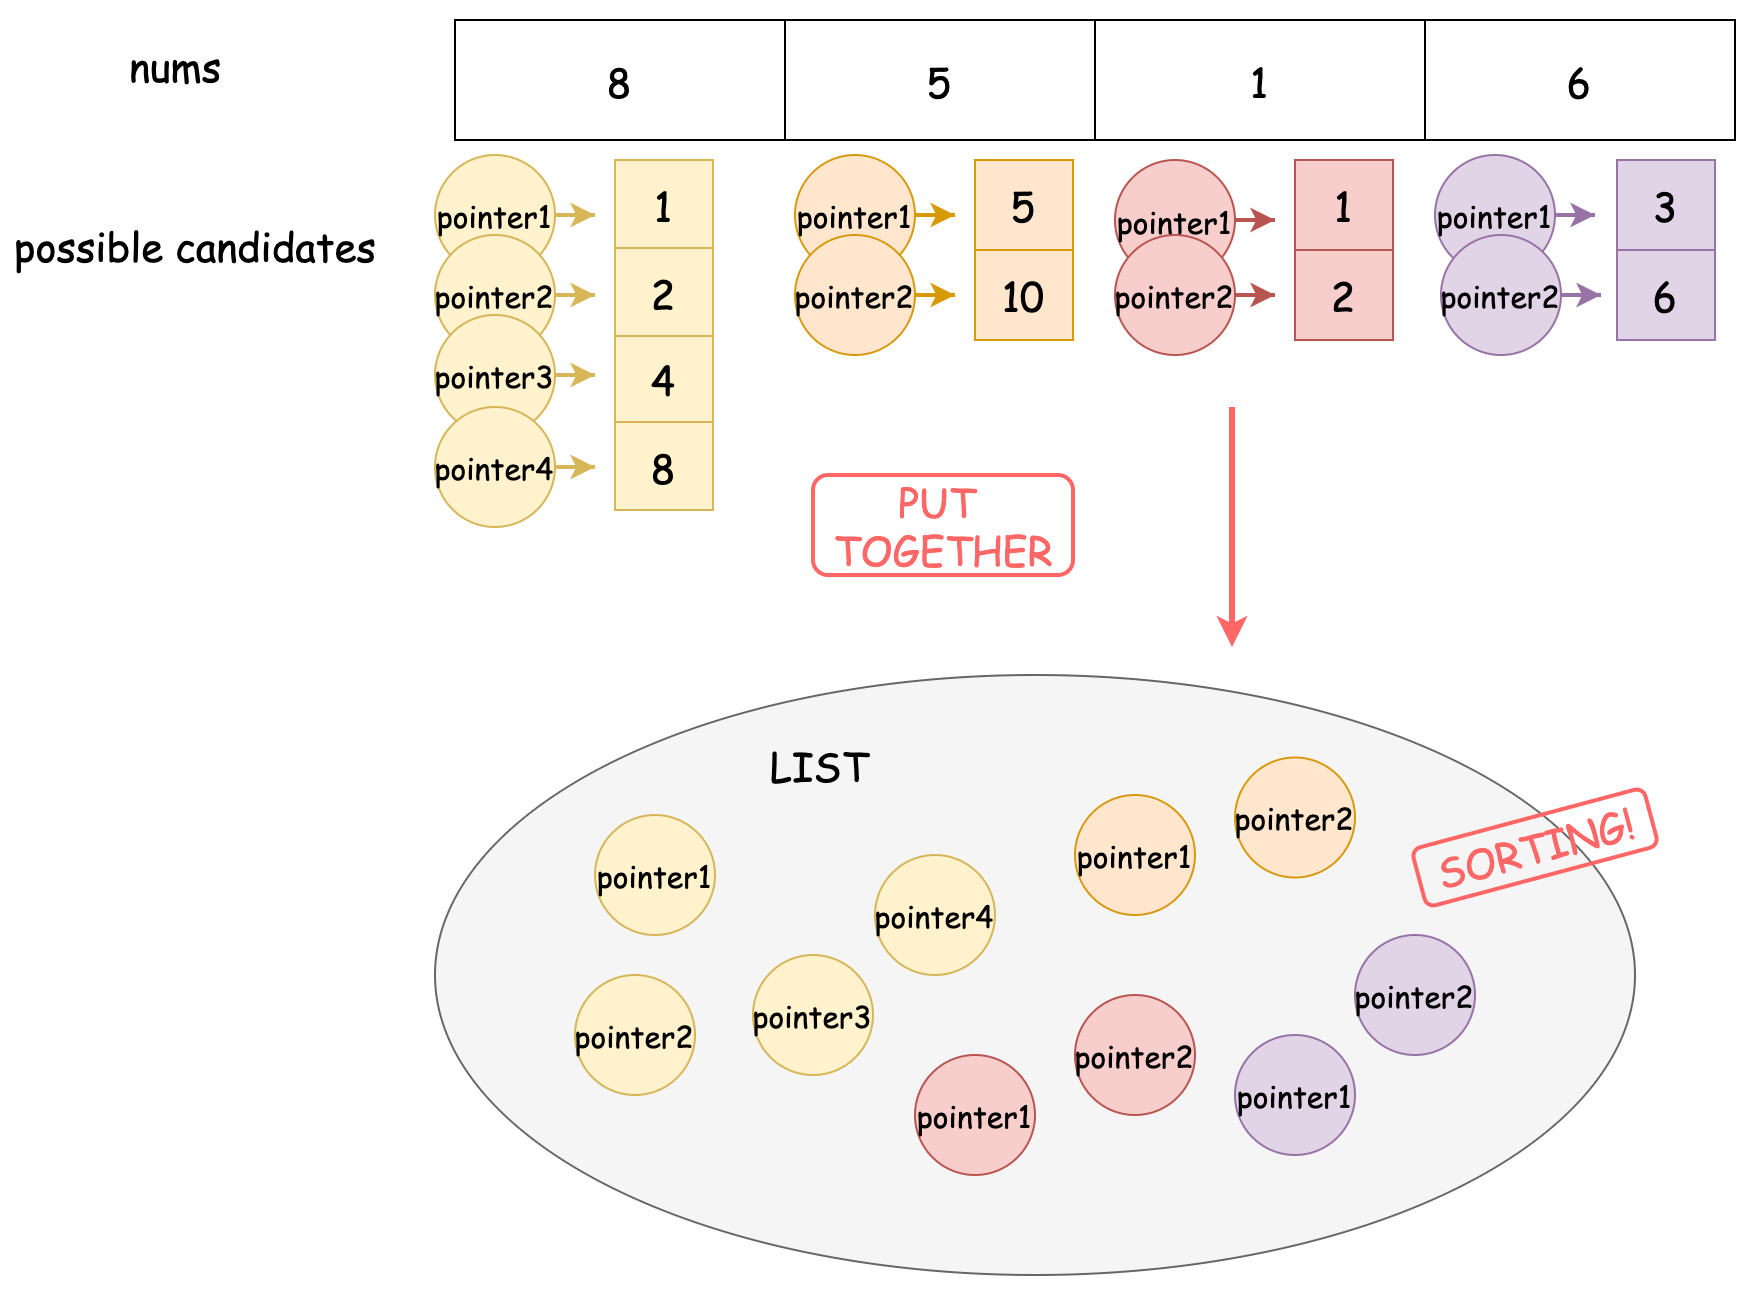 nums
8 5 1 6
possible candidates
pointer1 1 pointer1 5 pointer1 1 pointer1 3
pointer2 2 pointer2 10 pointer2 2 pointer2 6
pointer3 4
pointer4 8
PUT
TOGETHER
LIST
SORTING!
pointer2
pointer1
pointer1
pointer4
pointer2
pointer3
pointer2
pointer2
pointer1
pointer1